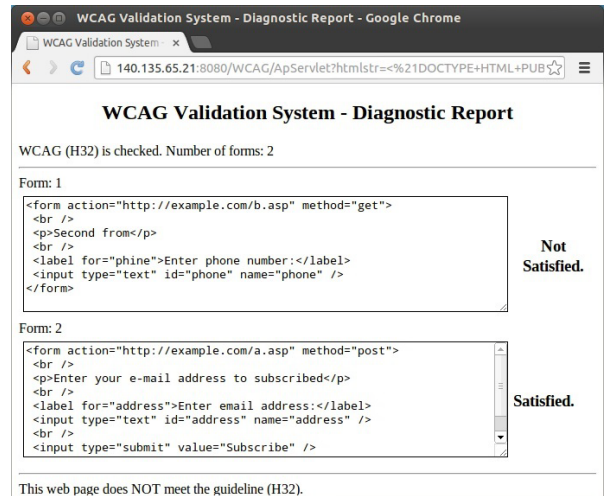 WCAG Validation System - Diagnostic Report - Google Chrome
WCAG Validation System -
140.135.65.21:8080/WCAG/ApServlet?htmlstr=<%21DOCTYPE+HTML+PUB
WCAG Validation System - Diagnostic Report
WCAG (H32) is checked. Number of forms: 2
Form: 1
<form action="http://example.com/b.asp" method="get">
<br />
<p>Second from</p>
<br />
<label for="phine">Enter phone number:</label>
<input type="text" id="phone" name="phone" />
</form>
Not
Satisfied.
Form: 2
<form action="http://example.com/a.asp" method="post">
<br />
<p>Enter your e-mail address to subscribed</p>
<br />
<label for="address">Enter email address:</label>
<input type="text" id="address" name="address" />
<br />
<input type="submit" value="Subscribe" />
Satisfied.
This web page does NOT meet the guideline (H32).